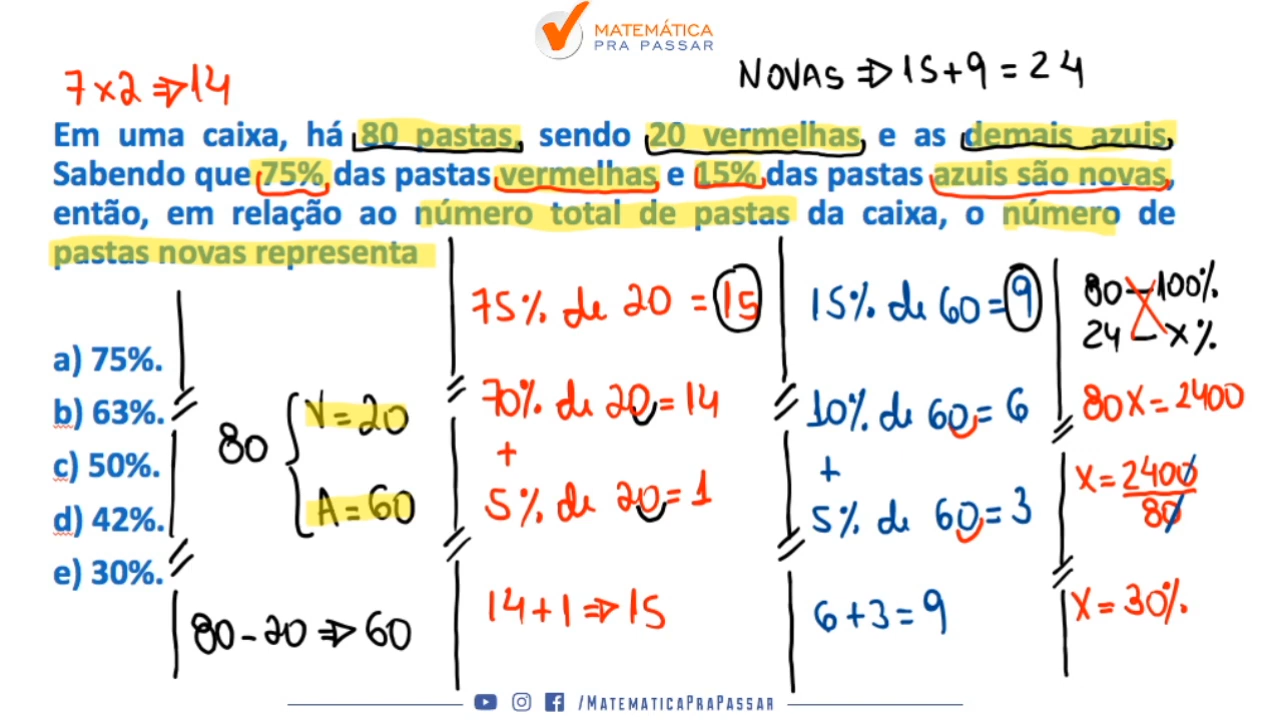 MATEMÁTICA
PRA PASSAR
7 x 2 ⇒ 14
NOVAS ⇒ 15 + 9 = 24
Em uma caixa, há 80 pastas, sendo 20 vermelhas, e as demais azuis.
Sabendo que 75% das pastas vermelhas e 15% das pastas azuis são novas,
então, em relação ao número total de pastas da caixa, o número de
pastas novas representa
a) 75%.
b) 63%.
c) 50%.
d) 42%.
e) 30%.
80 { V = 20
A = 60
80 - 20 ⇒ 60
75% de 20 = 15
70% de 20 = 14
+
5% de 20 = 1
14 + 1 ⇒ 15
15% de 60 = 9
10% de 60 = 6
+
5% de 60 = 3
6 + 3 = 9
80 – 100%
24 – x%
80x = 2400
x = 2400
80
x = 30%
/MatematicaPraPassar